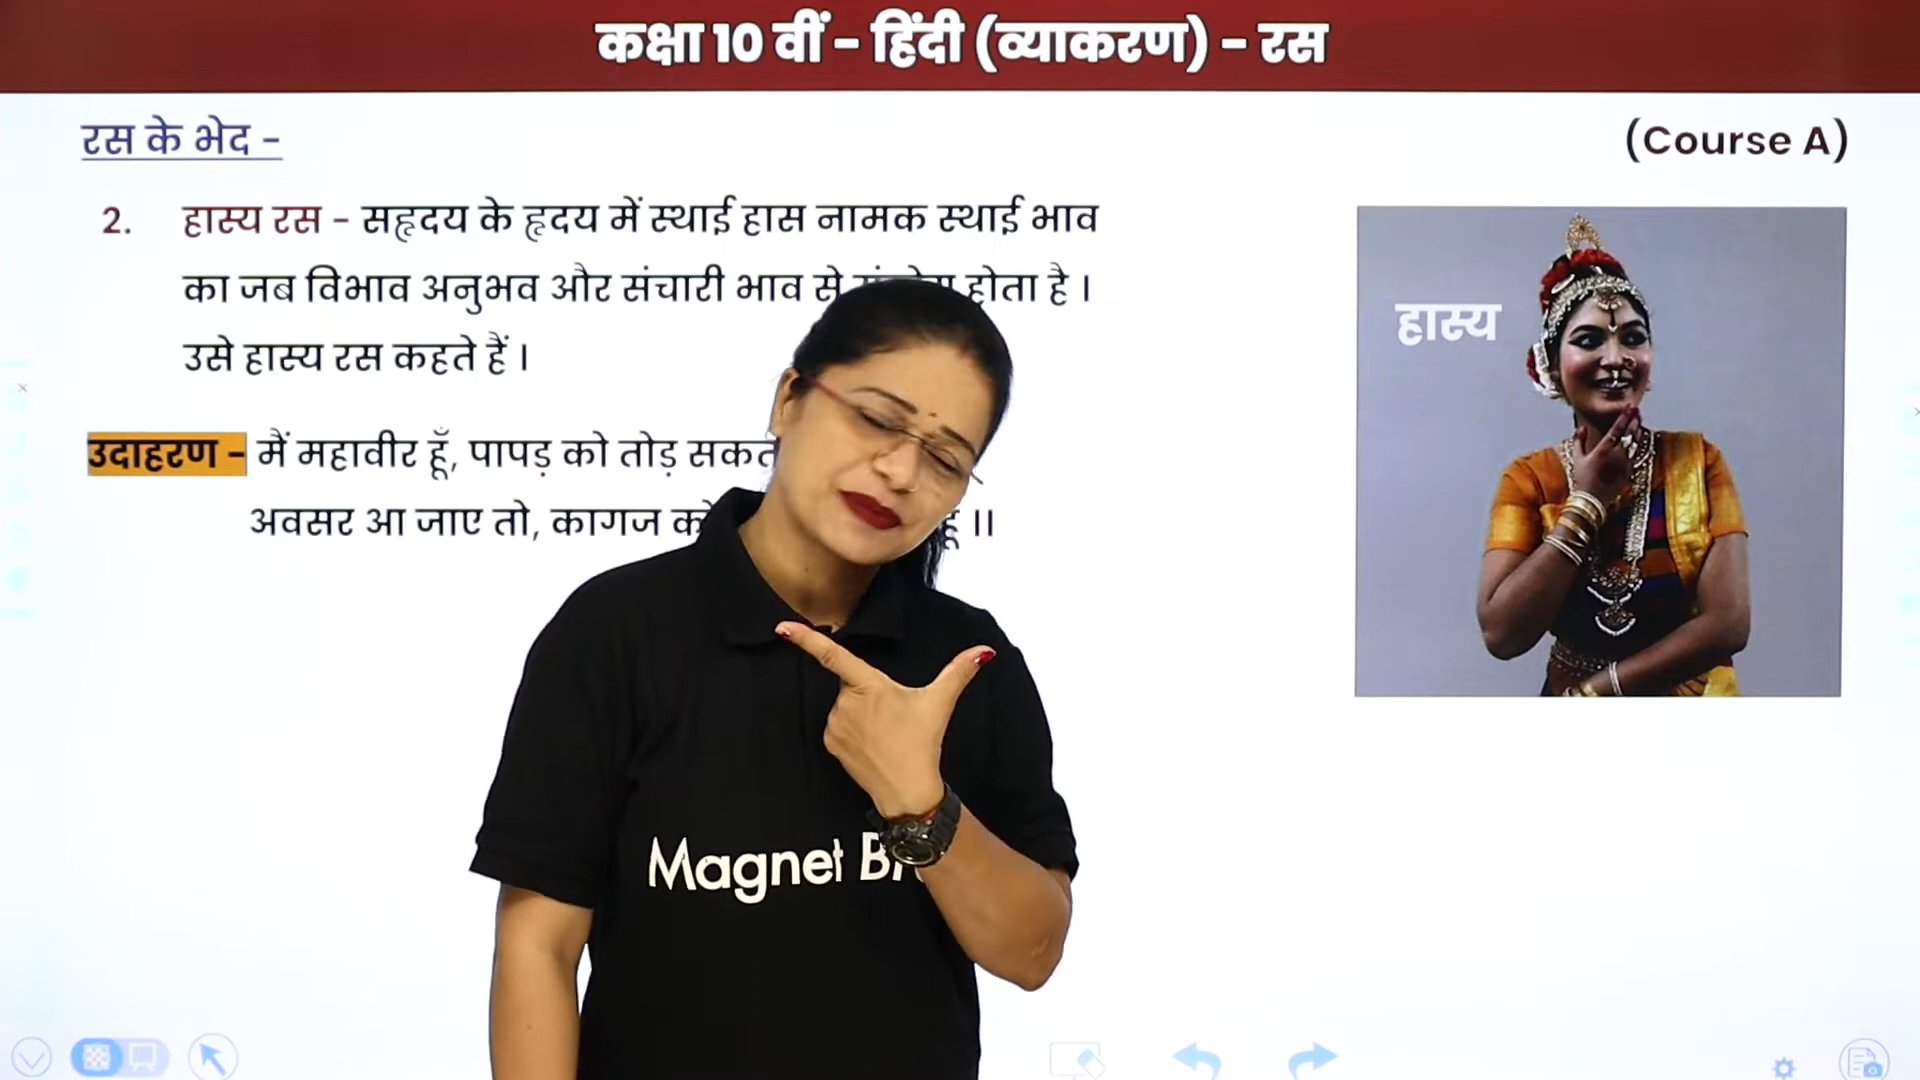 कक्षा 10 वीं - हिंदी (व्याकरण) - रस
रस के भेद -
(Course A)
2. हास्य रस - सहृदय के हृदय में स्थाई हास नामक स्थाई भाव
का जब विभाव अनुभव और संचारी भाव से होता है ।
उसे हास्य रस कहते हैं ।
हास्य
उदाहरण - मैं महावीर हूँ, पापड़ को तोड़
अवसर आ जाए तो, कागज हूँ ।।
Magnet